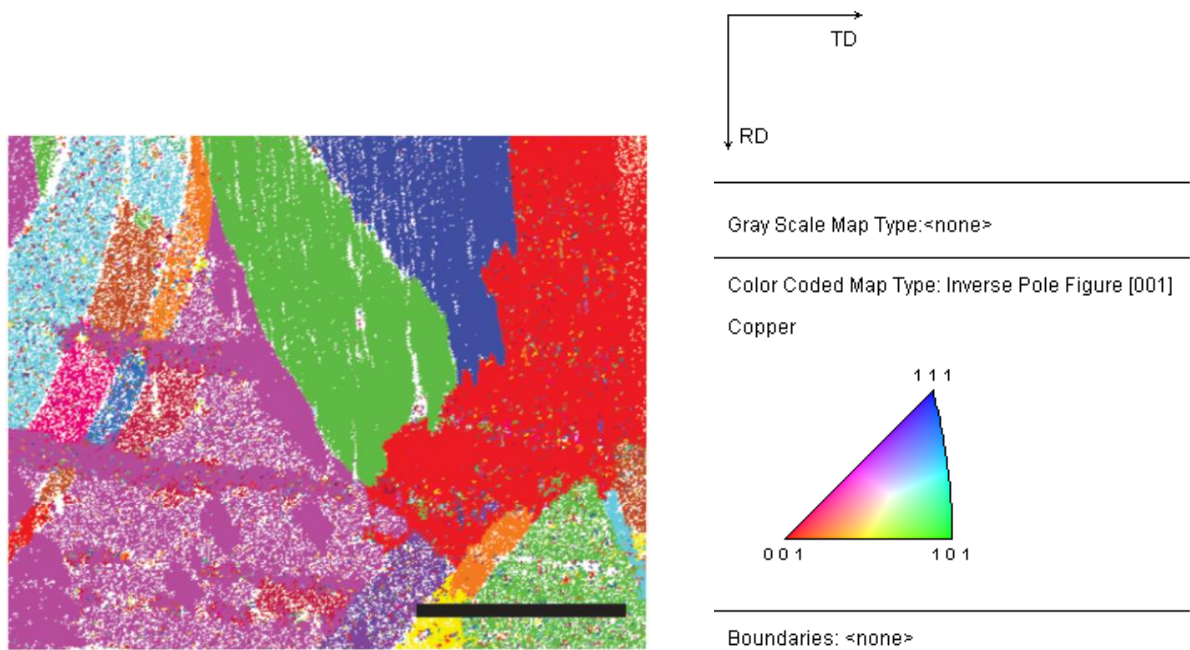 TD
RD
Gray Scale Map Type:<none>
Color Coded Map Type: Inverse Pole Figure [001]
Copper
1 1 1
0 0 1
1 0 1
Boundaries: <none>